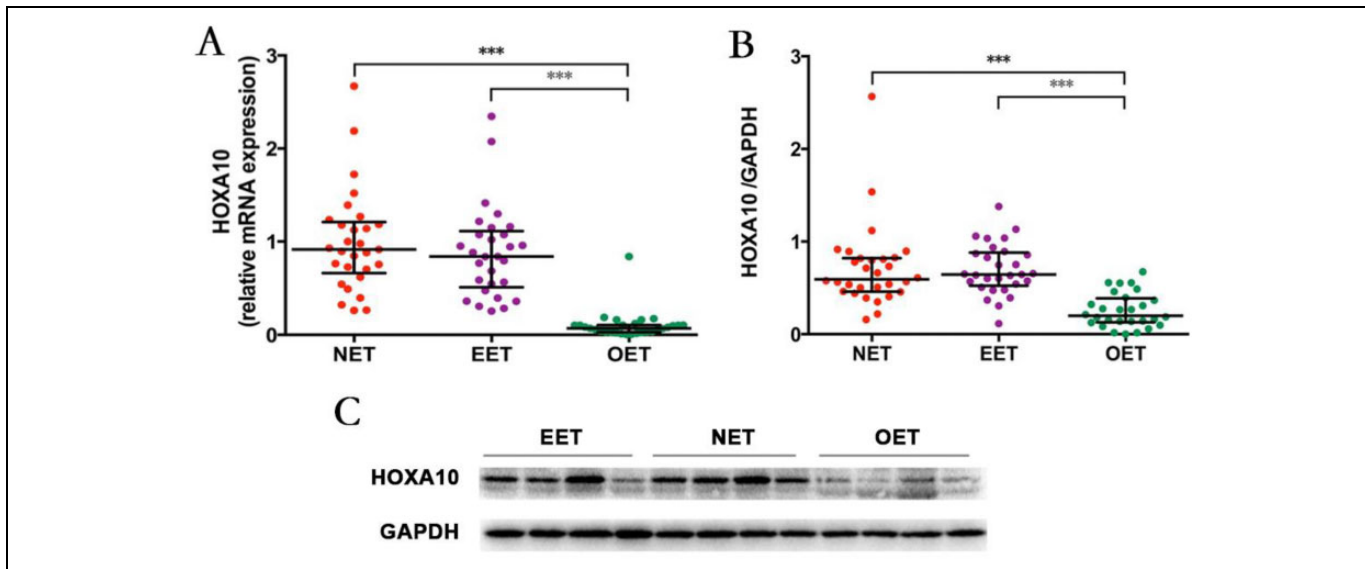 A
HOXA10
(relative mRNA expression)
3
2
1
0
***
***
NET
EET
OET
B
HOXA10 /GAPDH
3
2
1
0
***
***
NET
EET
OET
C
EET
NET
OET
HOXA10
GAPDH